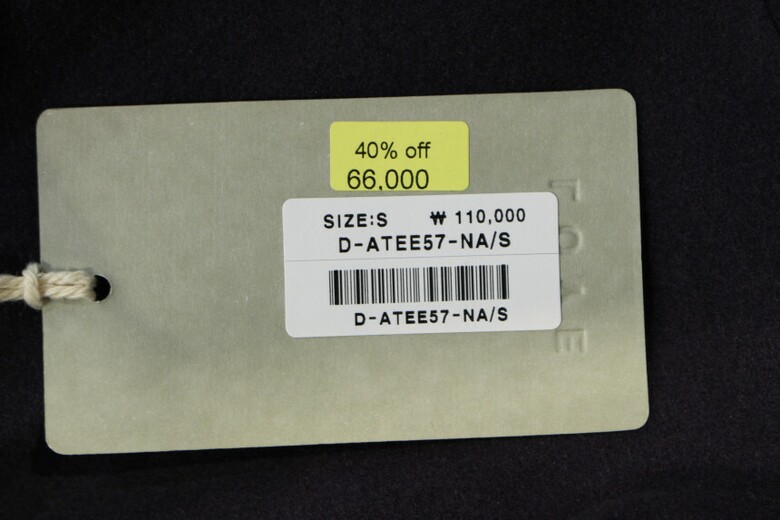 40% off
66,000
SIZE:S ₩ 110,000
D-ATEE57-NA/S
D-ATEE57-NA/S